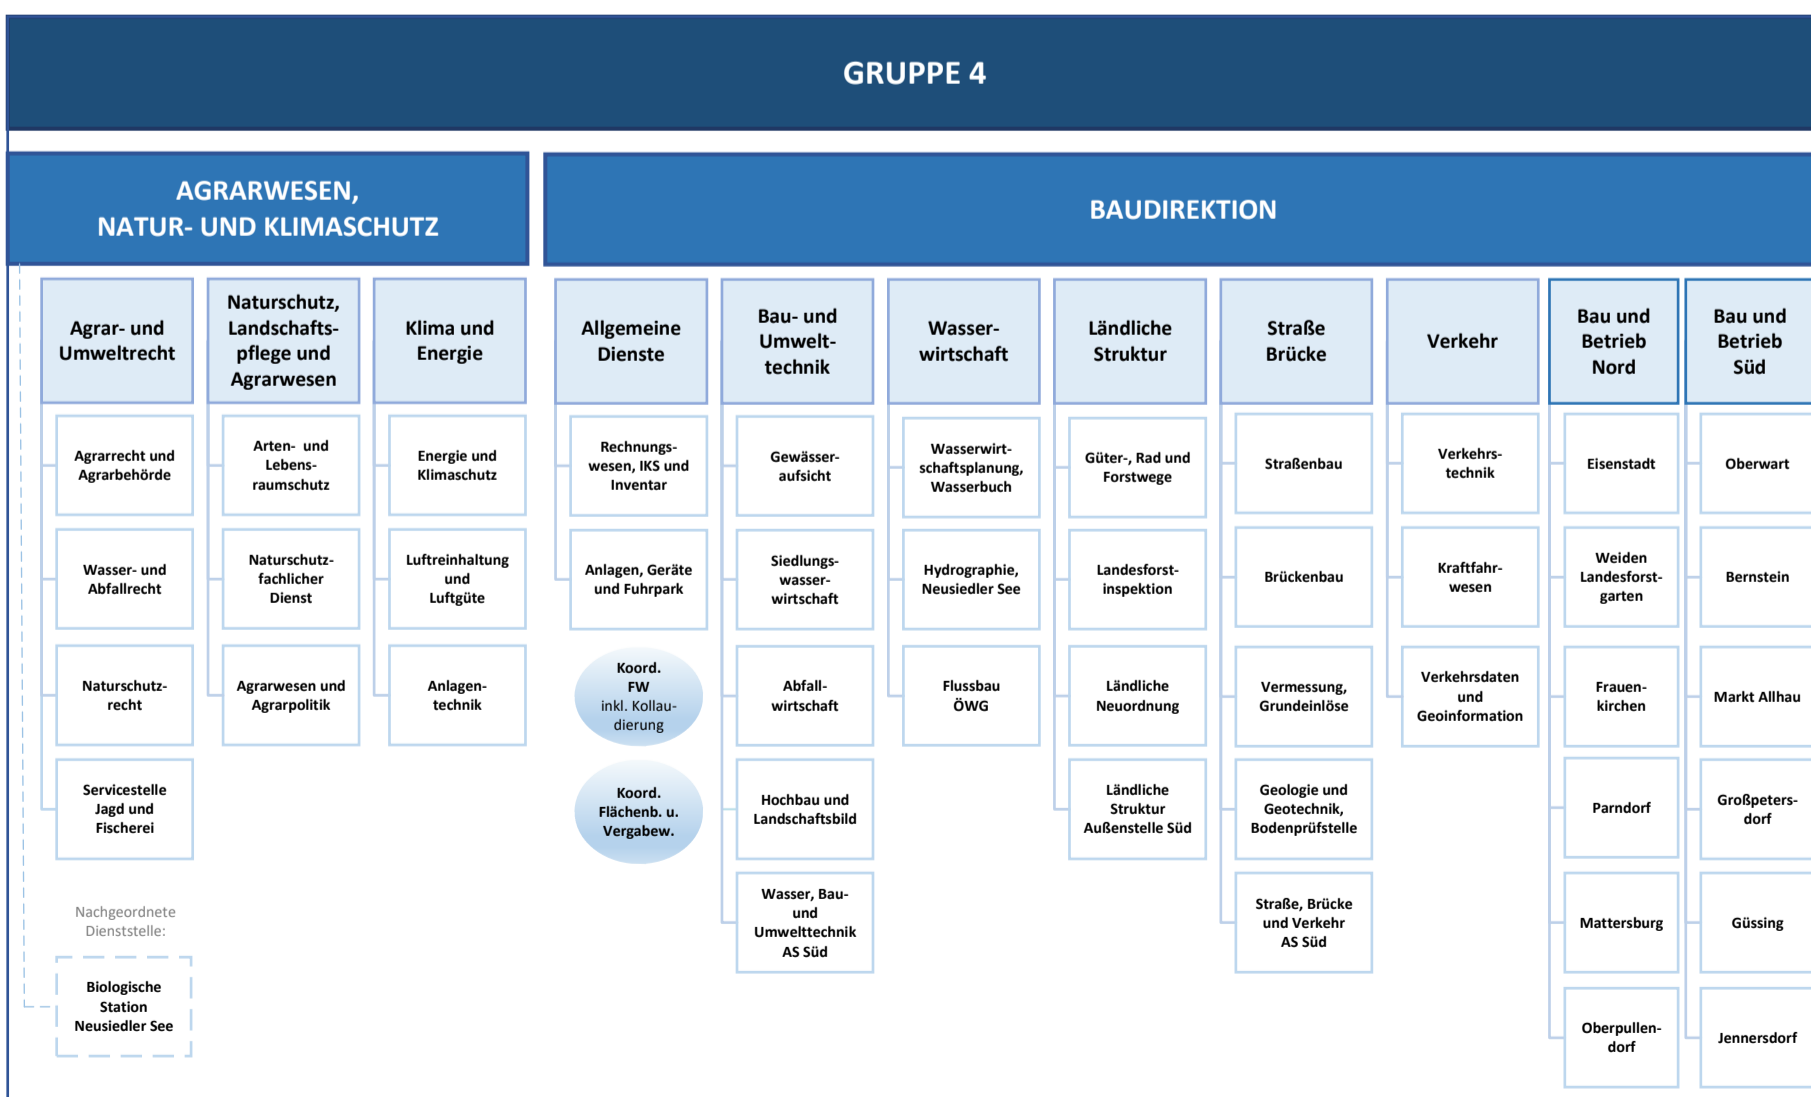 GRUPPE 4
AGRARWESEN,
NATUR- UND KLIMASCHUTZ
BAUDIREKTION
Agrar- und
Umweltrecht
Agrarrecht und
Agrarbehörde
Wasser- und
Abfallrecht
Naturschutz-
recht
Servicestelle
Jagd und
Fischerei
Nachgeordnete
Dienststelle:
Biologische
Station
Neusiedler See
Naturschutz,
Landschafts-
pflege und
Agrarwesen
Arten- und
Lebens-
raumschutz
Naturschutz-
fachlicher
Dienst
Agrarwesen und
Agrarpolitik
Klima und
Energie
Energie und
Klimaschutz
Luftreinhaltung
und
Luftgüte
Anlagen-
technik
Allgemeine
Dienste
Rechnungs-
wesen, IKS und
Inventar
Anlagen, Geräte
und Fuhrpark
Koord.
FW
inkl. Kollau-
dierung
Koord.
Flächenb. u.
Vergabew.
Bau- und
Umwelt-
technik
Gewässer-
aufsicht
Siedlungs-
wasser-
wirtschaft
Abfall-
wirtschaft
Hochbau und
Landschaftsbild
Wasser, Bau-
und
Umwelttechnik
AS Süd
Wasser-
wirtschaft
Wasserwirt-
schaftsplanung,
Wasserbuch
Hydrographie,
Neusiedler See
Flussbau
ÖWG
Ländliche
Struktur
Güter-, Rad und
Forstwege
Landesforst-
inspektion
Ländliche
Neuordnung
Ländliche
Struktur
Außenstelle Süd
Straße
Brücke
Straßenbau
Brückenbau
Vermessung,
Grundeinlöse
Geologie und
Geotechnik,
Bodenprüfstelle
Straße, Brücke
und Verkehr
AS Süd
Verkehr
Verkehrs-
technik
Kraftfahr-
wesen
Verkehrsdaten
und
Geoinformation
Bau und
Betrieb
Nord
Eisenstadt
Weiden
Landesforst-
garten
Frauen-
kirchen
Parndorf
Mattersburg
Oberpullen-
dorf
Bau und
Betrieb
Süd
Oberwart
Bernstein
Markt Allhau
Großpeters-
dorf
Güssing
Jennersdorf